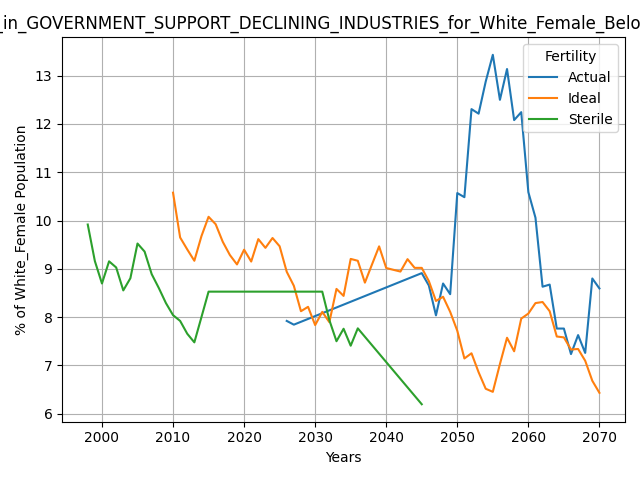 _in_GOVERNMENT_SUPPORT_DECLINING_INDUSTRIES_for_White_Female_Belo
Fertility
Actual
Ideal
Sterile
13
12
11
10
9
8
7
6
% of White_Female Population
2000 2010 2020 2030 2040 2050 2060 2070
Years